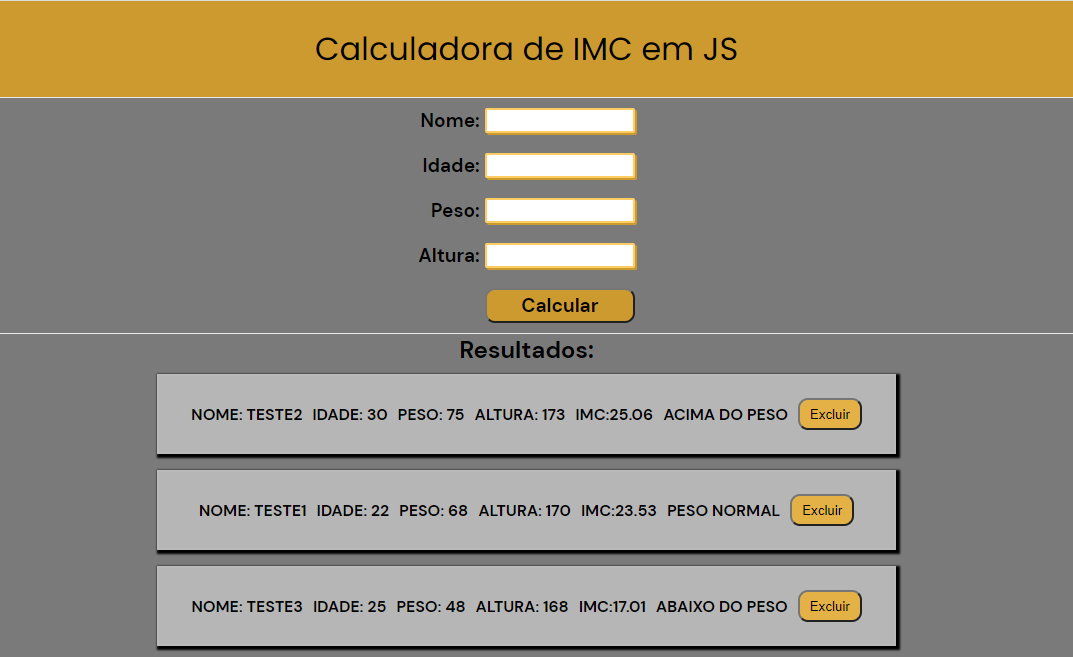 Calculadora de IMC em JS
Nome:
Idade:
Peso:
Altura:
Calcular
Resultados:
NOME: TESTE2 IDADE: 30 PESO: 75 ALTURA: 173 IMC:25.06 ACIMA DO PESO Excluir
NOME: TESTE1 IDADE: 22 PESO: 68 ALTURA: 170 IMC:23.53 PESO NORMAL Excluir
NOME: TESTE3 IDADE: 25 PESO: 48 ALTURA: 168 IMC:17.01 ABAIXO DO PESO Excluir